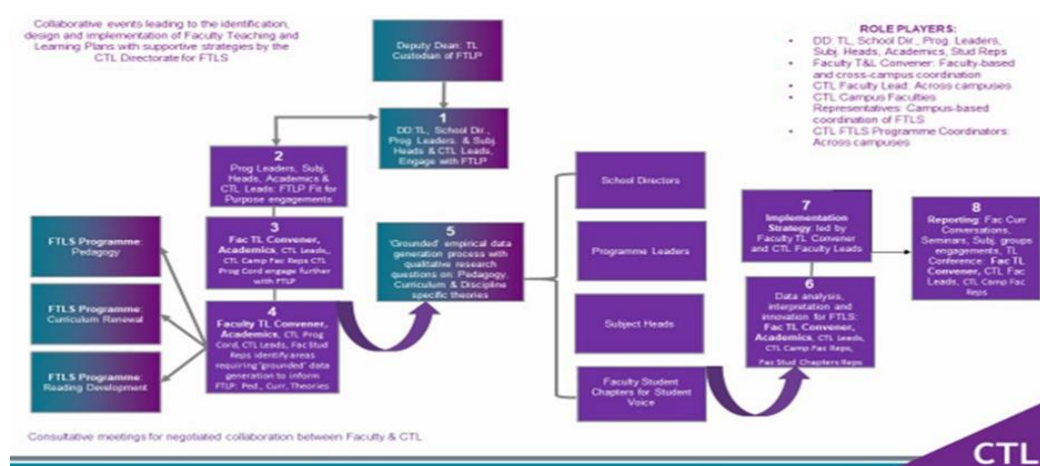 Collaborative events leading to the identification,
design and implementation of Faculty Teaching and
Learning Plans with supportive strategies by the
CTL Directorate for FTLS
Deputy Dean: TL
Custodian of FTLP
ROLE PLAYERS:
• DD: TL, School Dir., Prog. Leaders,
Subj. Heads, Academics, Stud Reps
• Faculty T&L Convener: Faculty-based
and cross-campus coordination
• CTL Faculty Lead: Across campuses
• CTL Campus Faculties
Representatives: Campus-based
coordination of FTLS
• CTL FTLS Programme Coordinators:
Across campuses
1
DD:TL, School Dir.,
Prog Leaders: & Subj.
Heads & CTL Leads,
Engage with FTLP
2
Prog Leaders, Subj.
Heads, Academics &
CTL Leads: FTLP Fit for
Purpose engagements
3
Fac TL Convener,
Academics, CTL Leads,
CTL Camp Fac Reps CTL
Prog Cord engage further
with FTLP
4
Faculty TL Convener,
Academics, CTL Prog
Cord, CTL Leads, Fac Stud
Reps identify areas
requiring "grounded" data
generation to inform
FTLP: Ped., Curr, Theories
FTLS Programme:
Pedagogy
FTLS Programme:
Curriculum Renewal
FTLS Programme:
Reading Development
5
'Grounded' empirical data
generation process with
qualitative research
questions on: Pedagogy,
Curriculum & Discipline
specific theories
School Directors
Programme Leaders
Subject Heads
Faculty Student
Chapters for Student
Voice
7
Implementation
Strategy: led by
Faculty TL Convener
and CTL Faculty Leads
6
Data analysis,
interpretation and
innovation for FTLS:
Fac TL Convener,
Academics, CTL Leads,
CTL Camp Fac Reps,
Fac Stud Chapters Reps
8
Reporting: Fac Curr
Conversations,
Seminars, Subj. groups
engagements, TL
Conference: Fac TL
Convener, CTL Fac
Leads, CTL Camp Fac
Reps
Consultative meetings for negotiated collaboration between Faculty & CTL
CTL